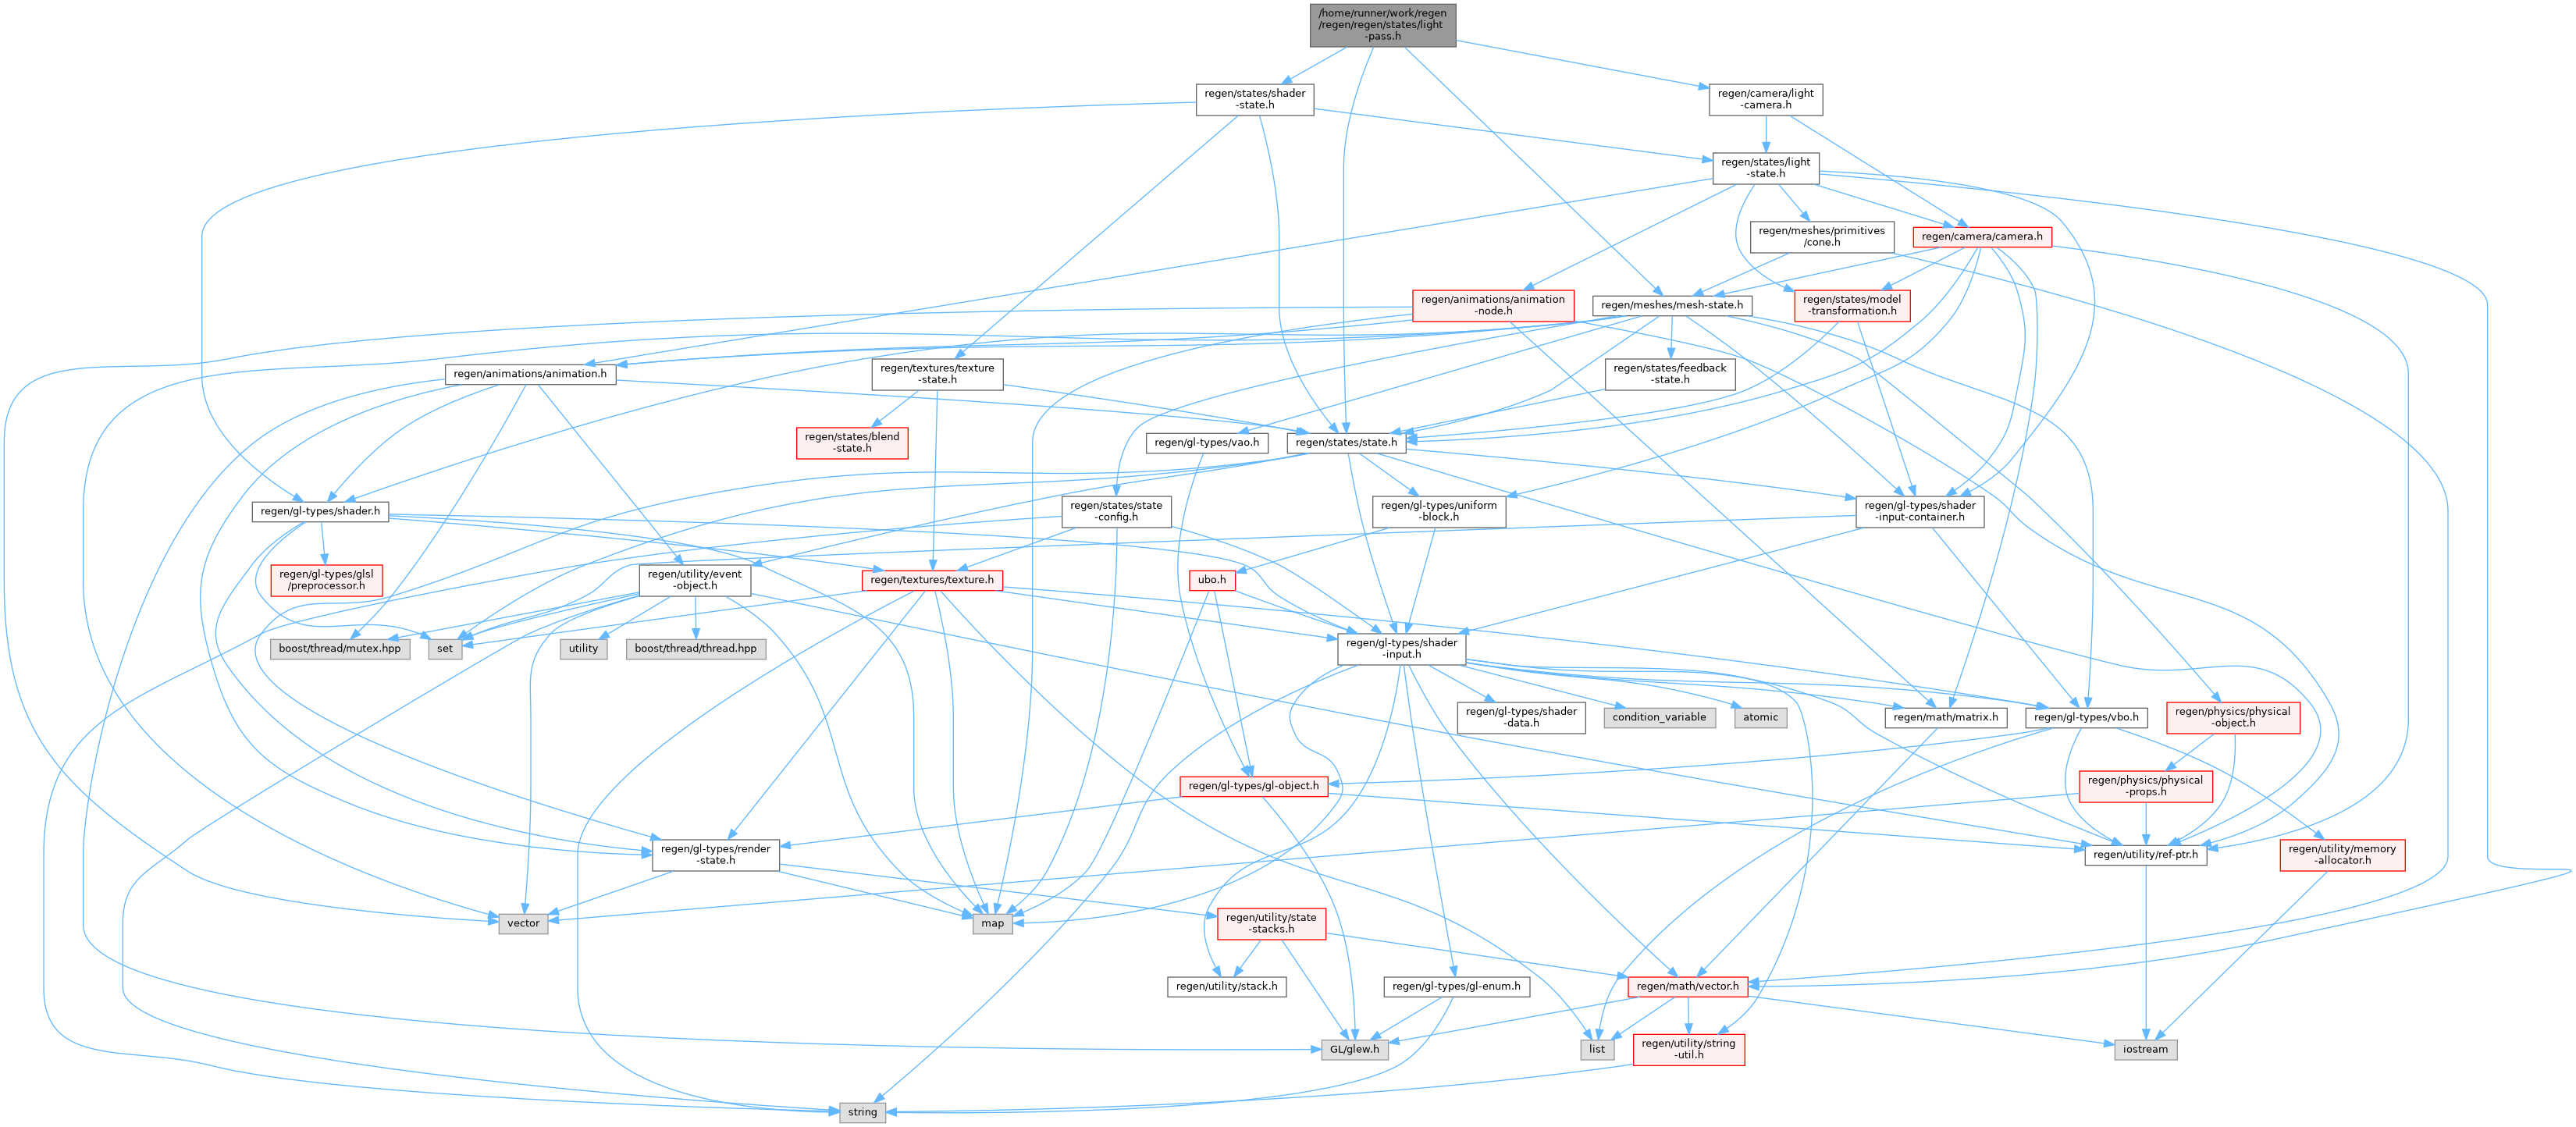 /home/runner/work/regen
/regen/regen/states/light
-pass.h
regen/states/shader
-state.h
regen/camera/light
-camera.h
regen/states/light
-state.h
regen/meshes/primitives
/cone.h
regen/camera/camera.h
regen/animations/animation
-node.h
regen/meshes/mesh-state.h
regen/states/model
-transformation.h
regen/animations/animation.h
regen/textures/texture
-state.h
regen/states/feedback
-state.h
regen/states/blend
-state.h
regen/gl-types/vao.h
regen/states/state.h
regen/gl-types/shader.h
regen/states/state
-config.h
regen/gl-types/uniform
-block.h
regen/gl-types/shader
-input-container.h
regen/gl-types/glsl
/preprocessor.h
regen/utility/event
-object.h
regen/textures/texture.h
ubo.h
boost/thread/mutex.hpp
set
utility
boost/thread/thread.hpp
regen/gl-types/shader
-input.h
regen/gl-types/shader
-data.h
condition_variable
atomic
regen/math/matrix.h
regen/gl-types/vbo.h
regen/physics/physical
-object.h
regen/gl-types/gl-object.h
regen/physics/physical
-props.h
regen/gl-types/render
-state.h
regen/utility/ref-ptr.h
regen/utility/memory
-allocator.h
vector
map
regen/utility/state
-stacks.h
regen/utility/stack.h
regen/gl-types/gl-enum.h
regen/math/vector.h
GL/glew.h
list
regen/utility/string
-util.h
iostream
string